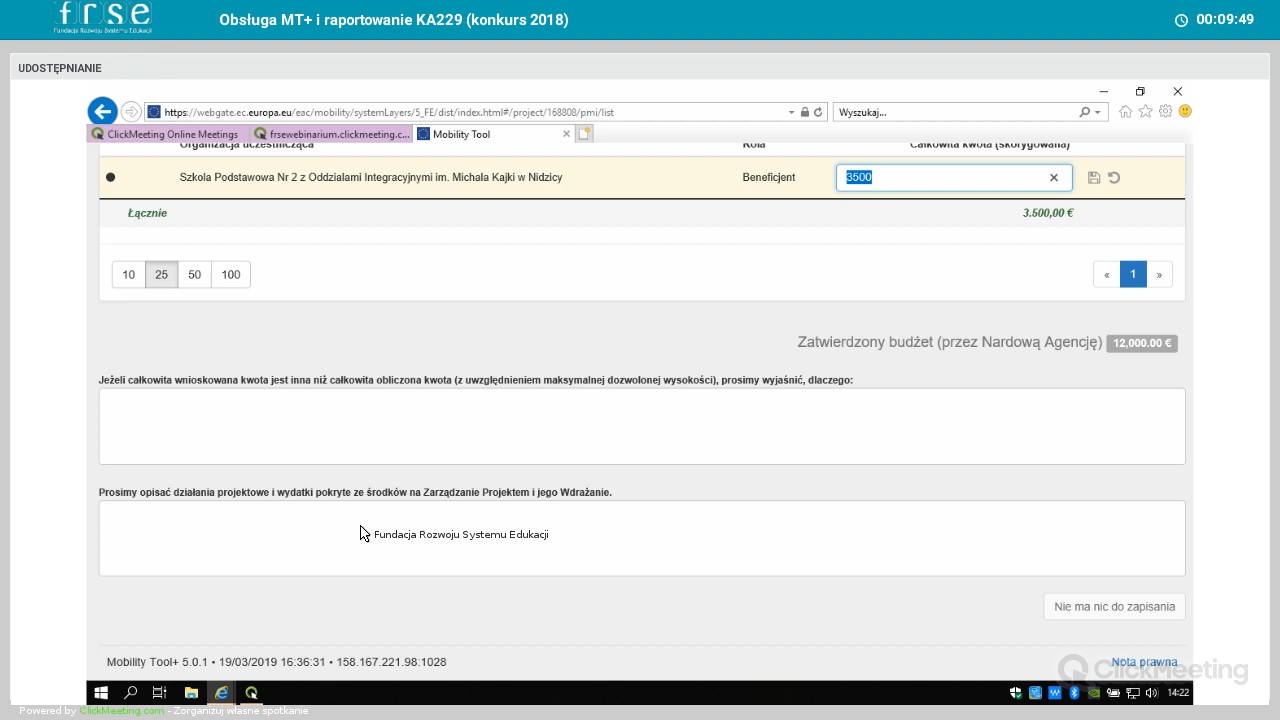 frse
Fundacja Rozwoju Systemu Edukacji
Obsługa MT+ i raportowanie KA229 (konkurs 2018)
00:09:49
UDOSTĘPNIANIE
https://webgate.ec.europa.eu/eac/mobility/systemLayers/5_FE/dist/index.html#/project/168808/pmi/list
Wyszukaj...
ClickMeeting Online Meetings
frsewebinarium.clickmeeting.c...
Mobility Tool
Organizacja uczestnicząca Rola Całkowita kwota (skorygowana)
Szkola Podstawowa Nr 2 z Oddzialami Integracyjnymi im. Michala Kajki w Nidzicy Beneficjent 3500
Łącznie 3.500,00 €
10 25 50 100 « 1 »
Zatwierdzony budżet (przez Nardową Agencję) 12,000.00 €
Jeżeli całkowita wnioskowana kwota jest inna niż całkowita obliczona kwota (z uwzględnieniem maksymalnej dozwolonej wysokości), prosimy wyjaśnić, dlaczego:
Prosimy opisać działania projektowe i wydatki pokryte ze środków na Zarządzanie Projektem i jego Wdrażanie.
Fundacja Rozwoju Systemu Edukacji
Nie ma nic do zapisania
Mobility Tool+ 5.0.1 • 19/03/2019 16:36:31 • 158.167.221.98:1028
Nota prawna
ClickMeeting
14:22
Powered by ClickMeeting.com - Zorganizuj własne spotkanie